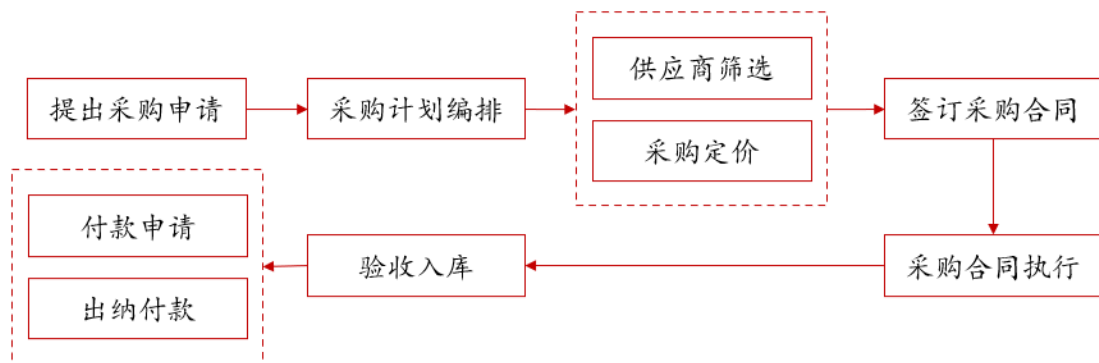 提出采购申请
采购计划编排
供应商筛选
采购定价
签订采购合同
采购合同执行
验收入库
付款申请
出纳付款